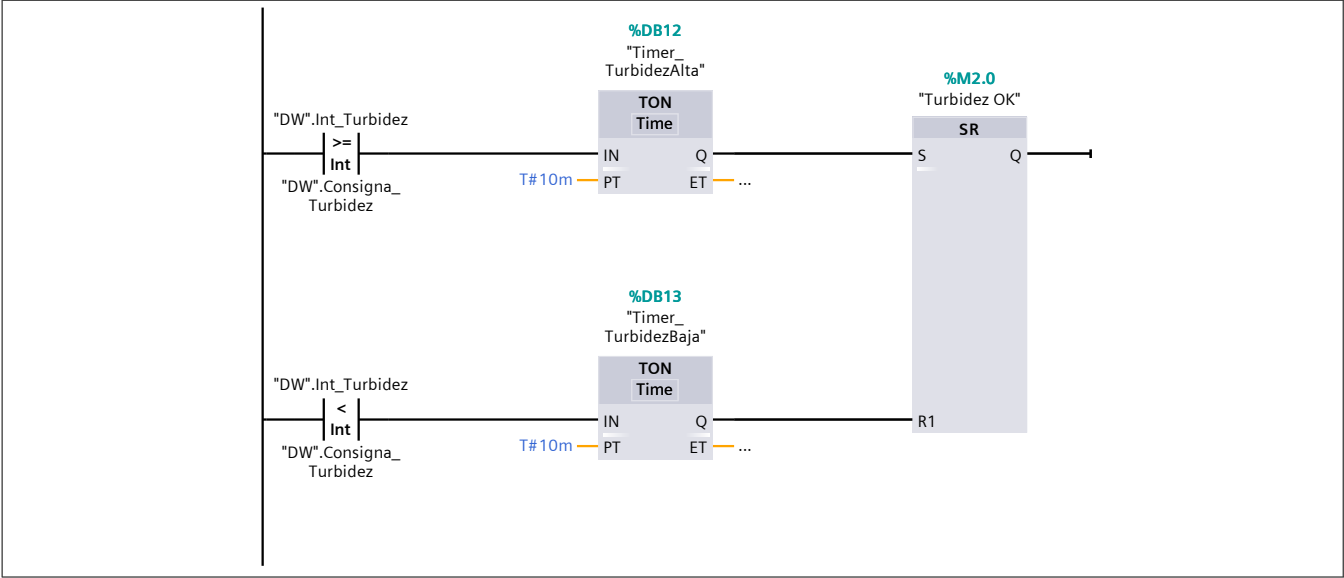 %DB12
"Timer_
TurbidezAlta"
%M2.0
"Turbidez OK"
"DW".Int_Turbidez
TON
Time
SR
>=
Int
IN
Q
S
Q
"DW".Consigna_
Turbidez
T#10m
PT
ET
...
%DB13
"Timer_
TurbidezBaja"
"DW".Int_Turbidez
TON
Time
<
Int
IN
Q
R1
"DW".Consigna_
Turbidez
T#10m
PT
ET
...